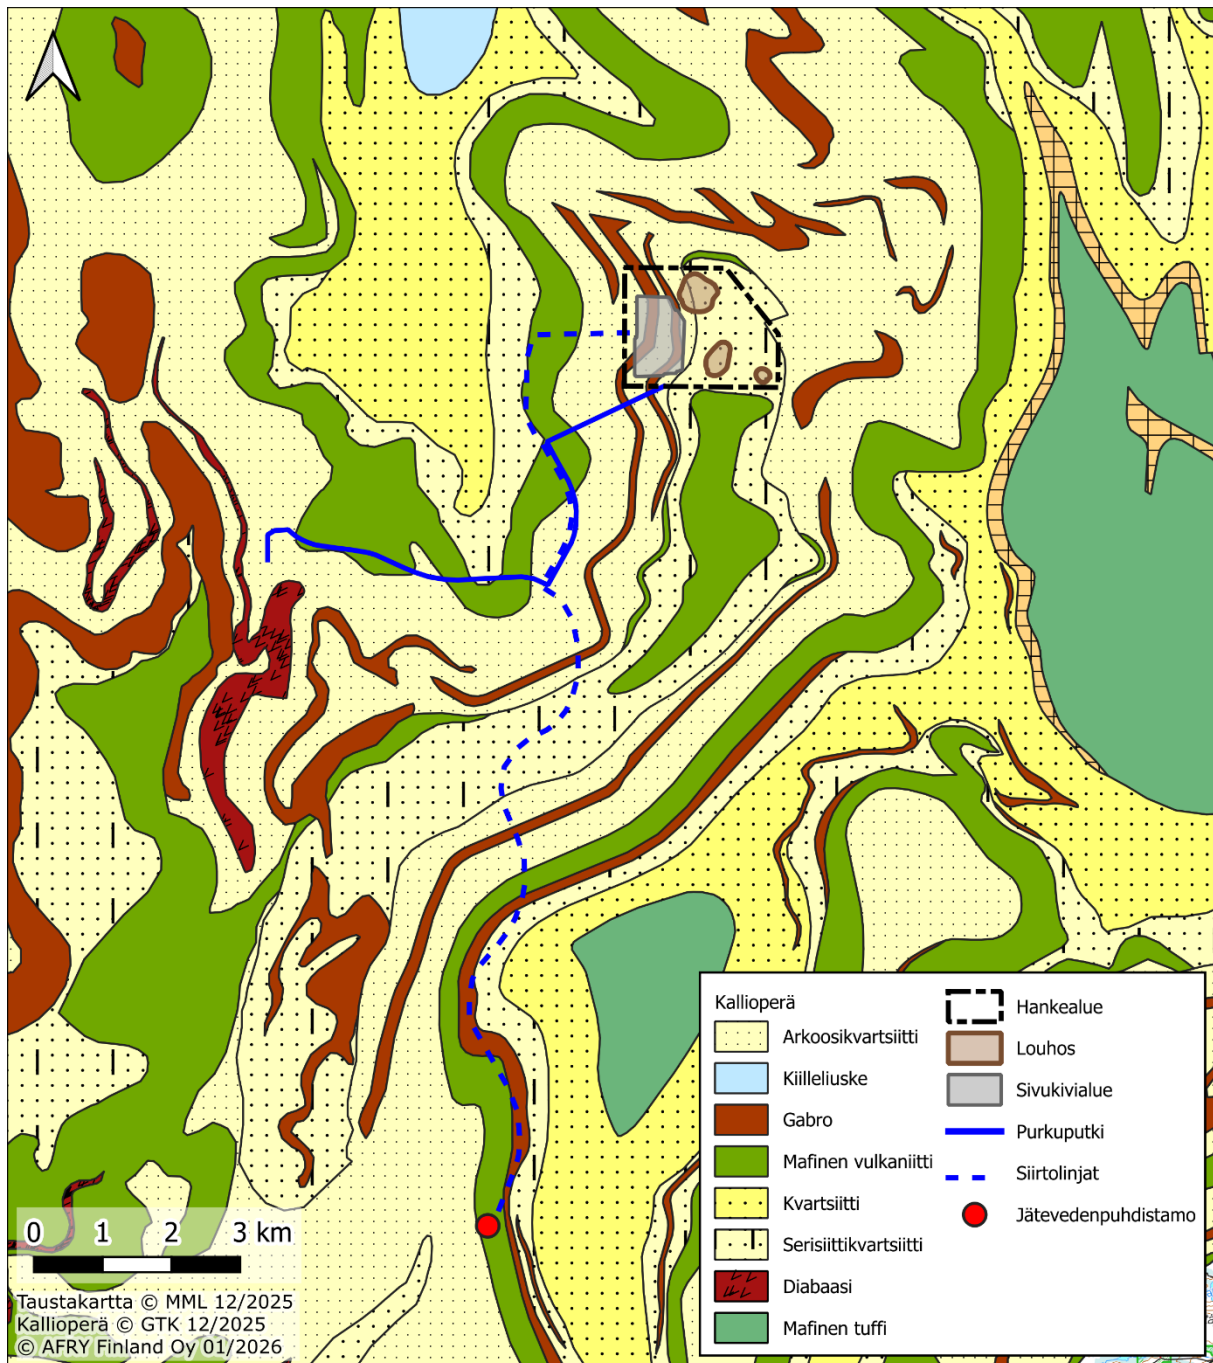 Kallioperä
Arkoosikvartsiitti
Kiilleliuske
Gabro
Mafinen vulkaniitti
Kvartsiitti
Serisiittikvartsiitti
Diabaasi
Mafinen tuffi
Hankealue
Louhos
Sivukivialue
Purkuputki
Siirtolinjat
Jätevedenpuhdistamo
0 1 2 3 km
Taustakartta © MML 12/2025
Kallioperä © GTK 12/2025
© AFRY Finland Oy 01/2026